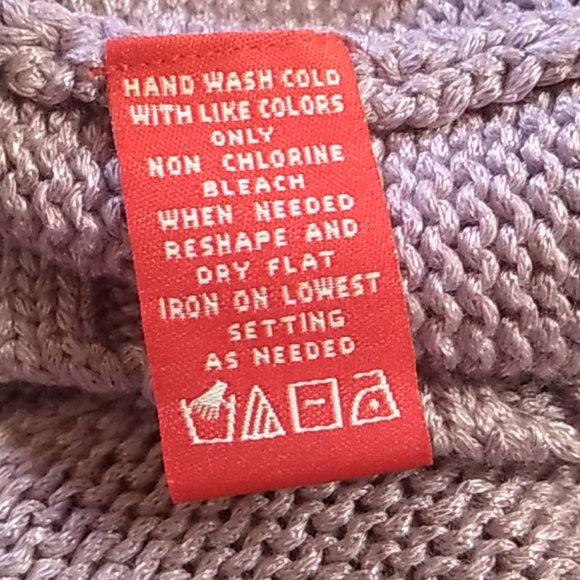 HAND WASH COLD
WITH LIKE COLORS
ONLY
NON CHLORINE
BLEACH
WHEN NEEDED
RESHAPE AND
DRY FLAT
IRON ON LOWEST
SETTING
AS NEEDED